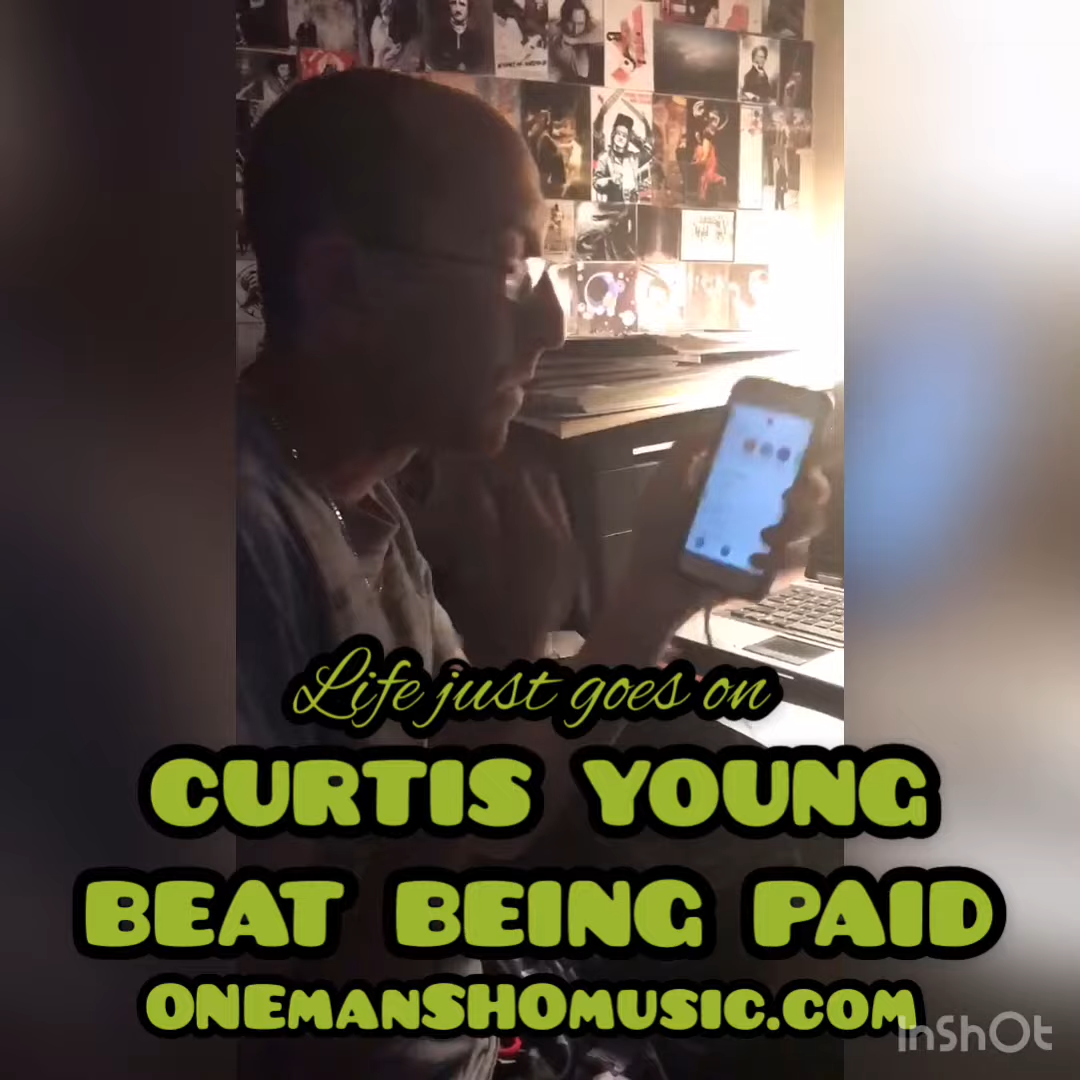 Life just goes on
CURTIS YOUNG
BEAT BEING PAID
ONEmanSHOmusic.com
InShOt